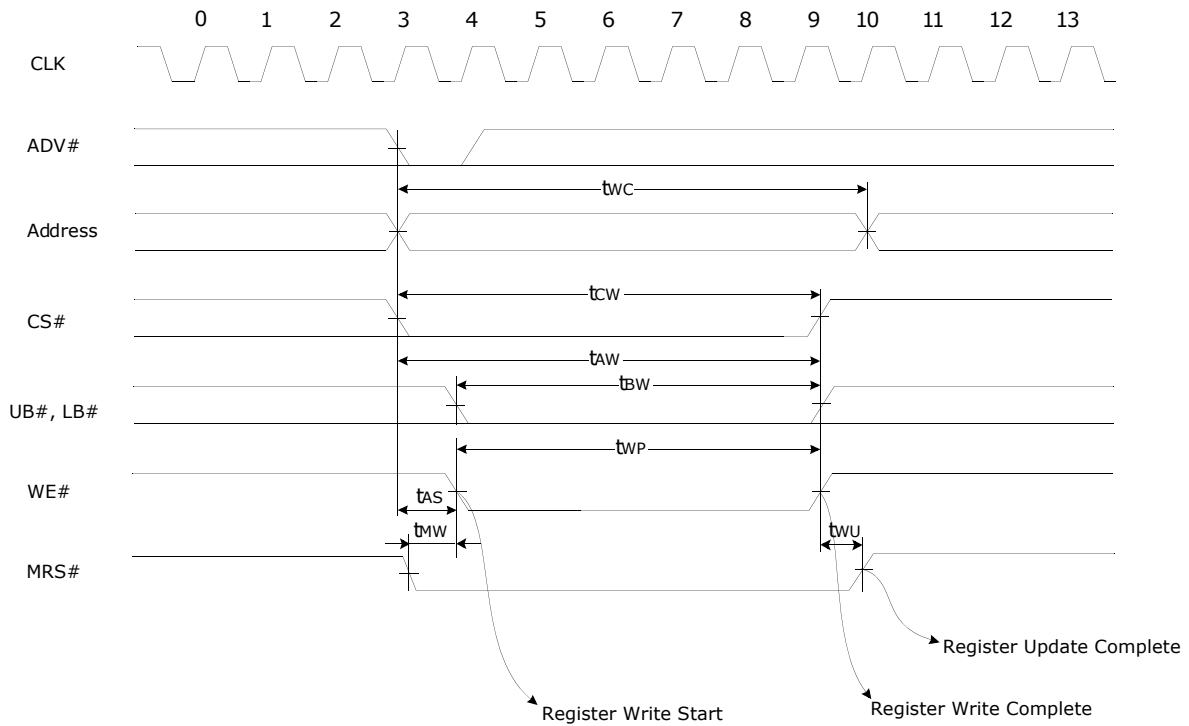 0 1 2 3 4 5 6 7 8 9 10 11 12 13
CLK
ADV#
tWC
Address
tCW
CS#
tAW
tBW
UB#, LB#
tWP
WE#
tAS
tMW
tWU
MRS#
Register Update Complete
Register Write Complete
Register Write Start